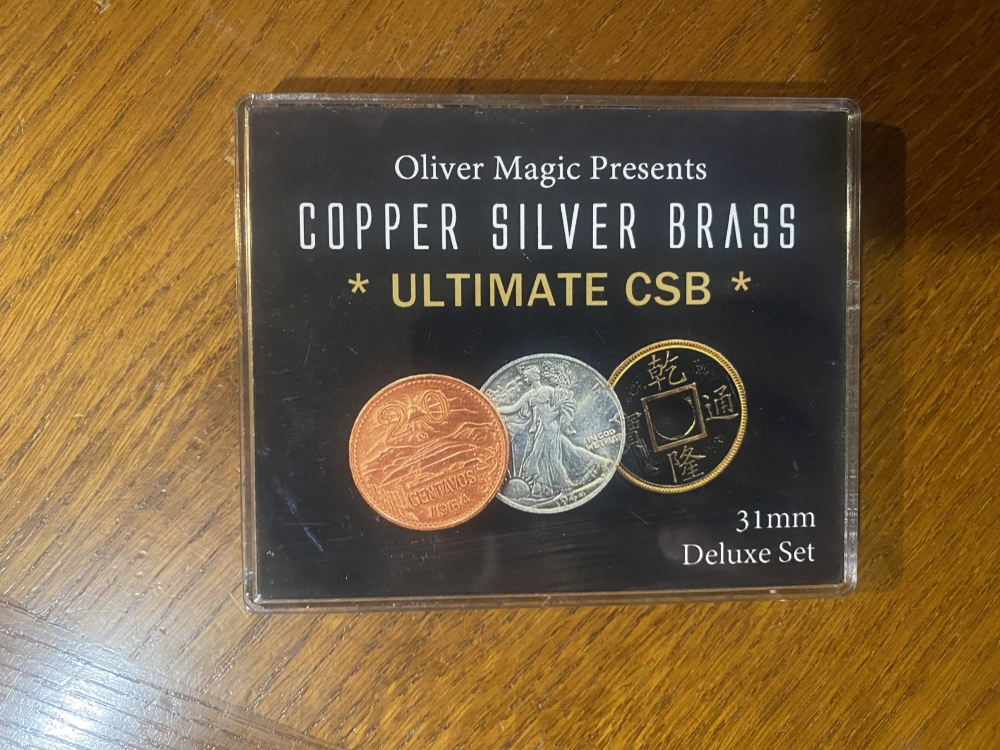 Oliver Magic Presents
COPPER SILVER BRASS
* ULTIMATE CSB *
20
CENTAVOS
1964
IN GOD
WE TRUST
1944
乾
通
隆
寶
31mm
Deluxe Set